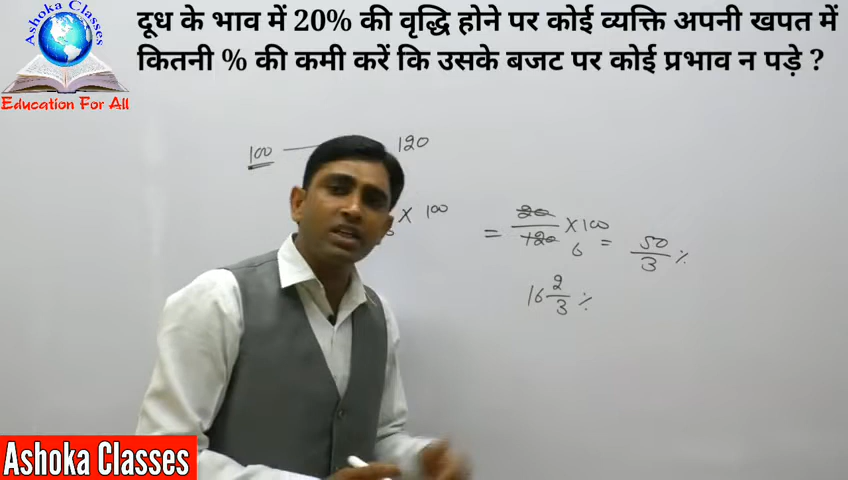 दूध के भाव में 20% की वृद्धि होने पर कोई व्यक्ति अपनी खपत में
कितनी % की कमी करें कि उसके बजट पर कोई प्रभाव न पड़े ?
Ashoka Classes
Education For All
100 — 120
× 100
= 20/120 × 100
6
= 50/3 %
16 2/3 %
Ashoka Classes